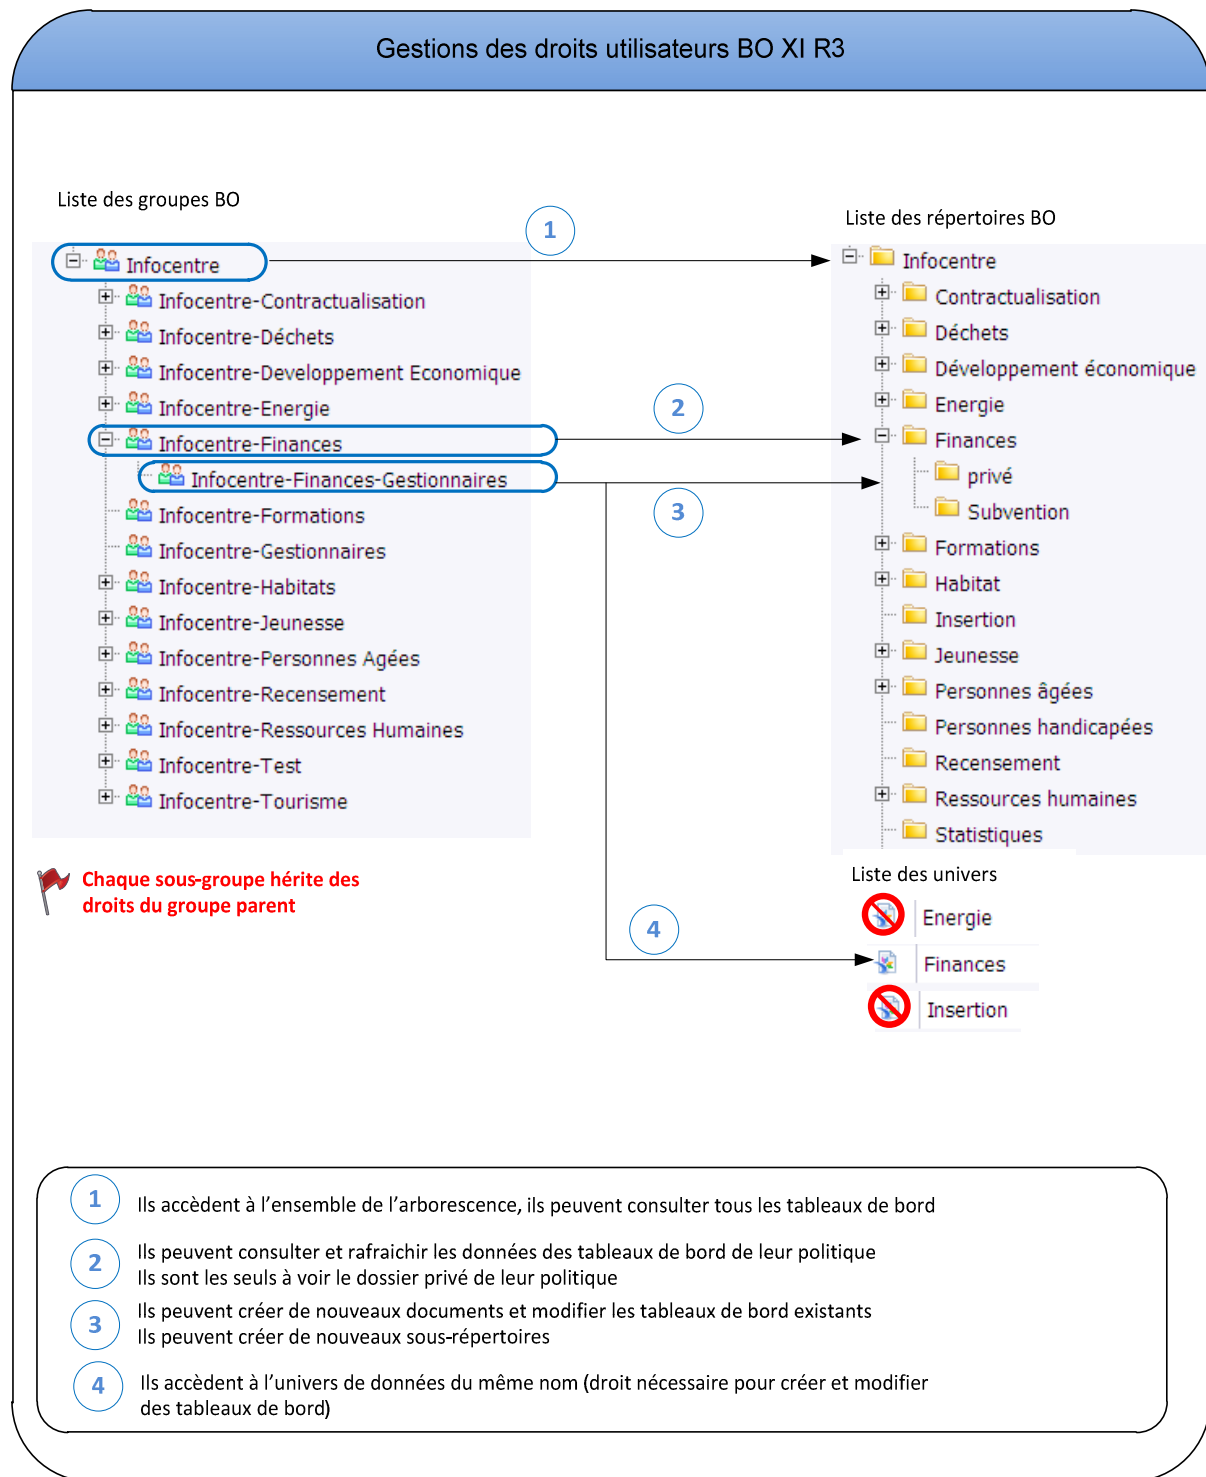 Gestions des droits utilisateurs BO XI R3
Liste des groupes BO
Infocentre
Infocentre-Contractualisation
Infocentre-Déchets
Infocentre-Developpement Economique
Infocentre-Energie
Infocentre-Finances
Infocentre-Finances-Gestionnaires
Infocentre-Formations
Infocentre-Gestionnaires
Infocentre-Habitats
Infocentre-Jeunesse
Infocentre-Personnes Agées
Infocentre-Recensement
Infocentre-Ressources Humaines
Infocentre-Test
Infocentre-Tourisme
Chaque sous-groupe hérite des
droits du groupe parent
1
2
3
4
Liste des répertoires BO
Infocentre
Contractualisation
Déchets
Développement économique
Energie
Finances
privé
Subvention
Formations
Habitat
Insertion
Jeunesse
Personnes âgées
Personnes handicapées
Recensement
Ressources humaines
Statistiques
Liste des univers
Energie
Finances
Insertion
1 Ils accèdent à l'ensemble de l'arborescence, ils peuvent consulter tous les tableaux de bord
2 Ils peuvent consulter et rafraichir les données des tableaux de bord de leur politique
Ils sont les seuls à voir le dossier privé de leur politique
3 Ils peuvent créer de nouveaux documents et modifier les tableaux de bord existants
Ils peuvent créer de nouveaux sous-répertoires
4 Ils accèdent à l'univers de données du même nom (droit nécessaire pour créer et modifier
des tableaux de bord)